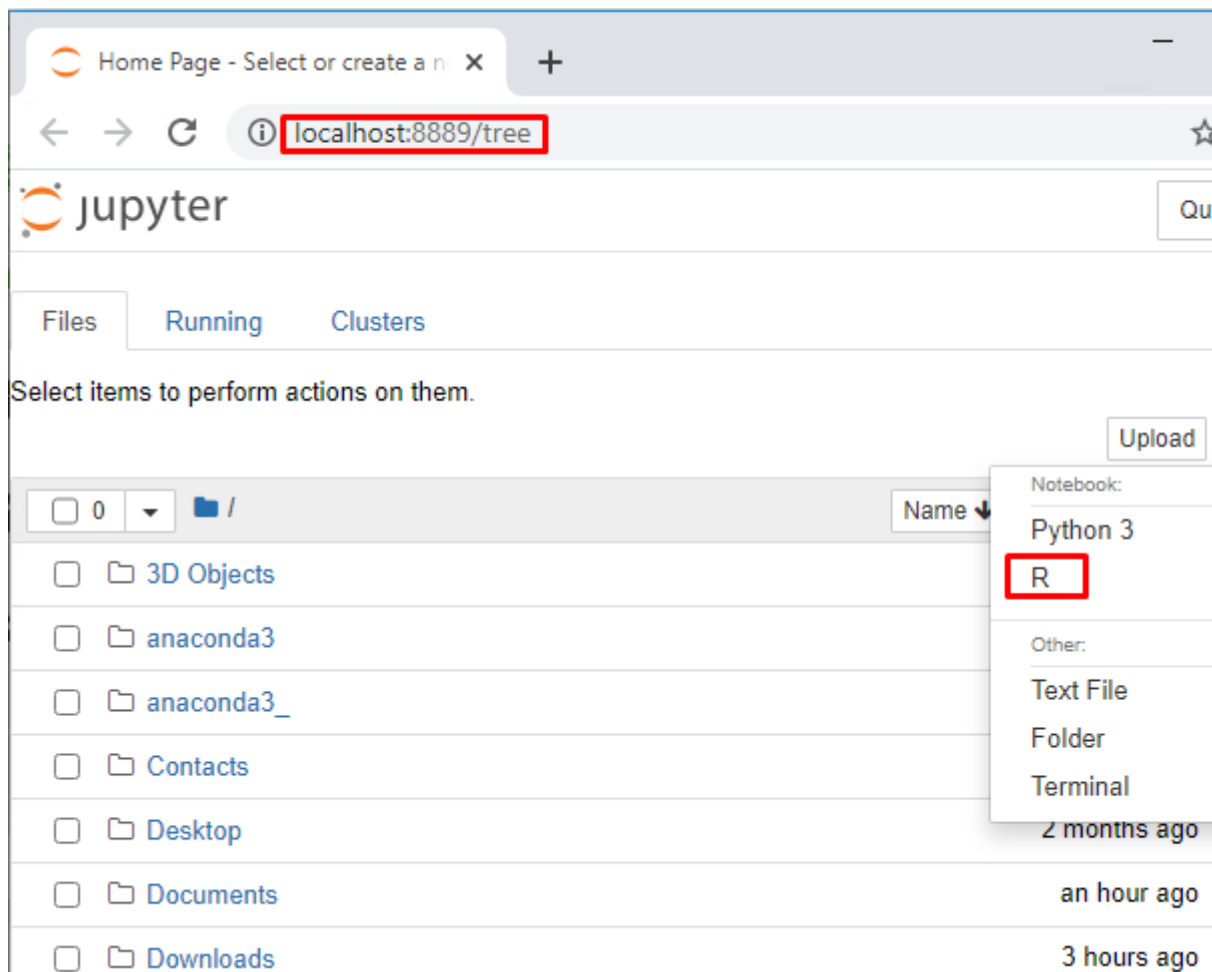 Home Page - Select or create a n
localhost:8889/tree
jupyter
Qu
Files Running Clusters
Select items to perform actions on them.
Upload
0 / Name
Notebook:
Python 3
R
Other:
Text File
Folder
Terminal
3D Objects
anaconda3
anaconda3_
Contacts
Desktop 2 months ago
Documents an hour ago
Downloads 3 hours ago